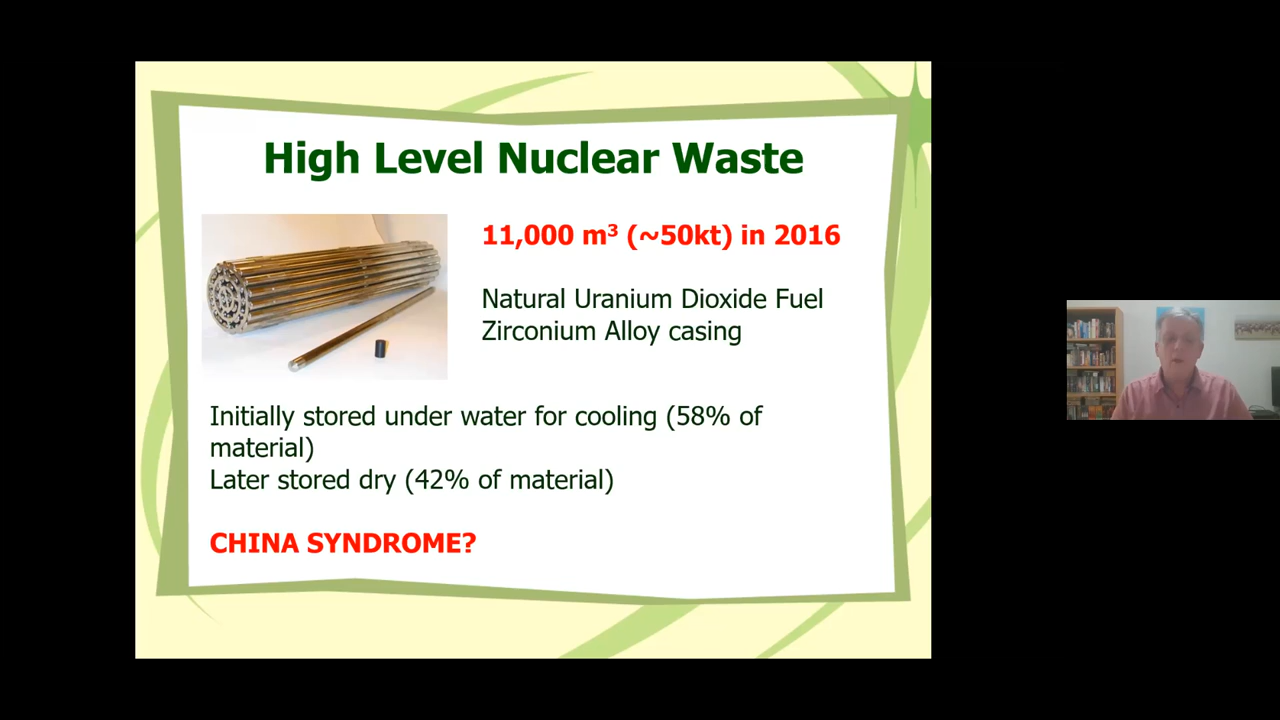 High Level Nuclear Waste
11,000 m³ (~50kt) in 2016
Natural Uranium Dioxide Fuel
Zirconium Alloy casing
Initially stored under water for cooling (58% of
material)
Later stored dry (42% of material)
CHINA SYNDROME?